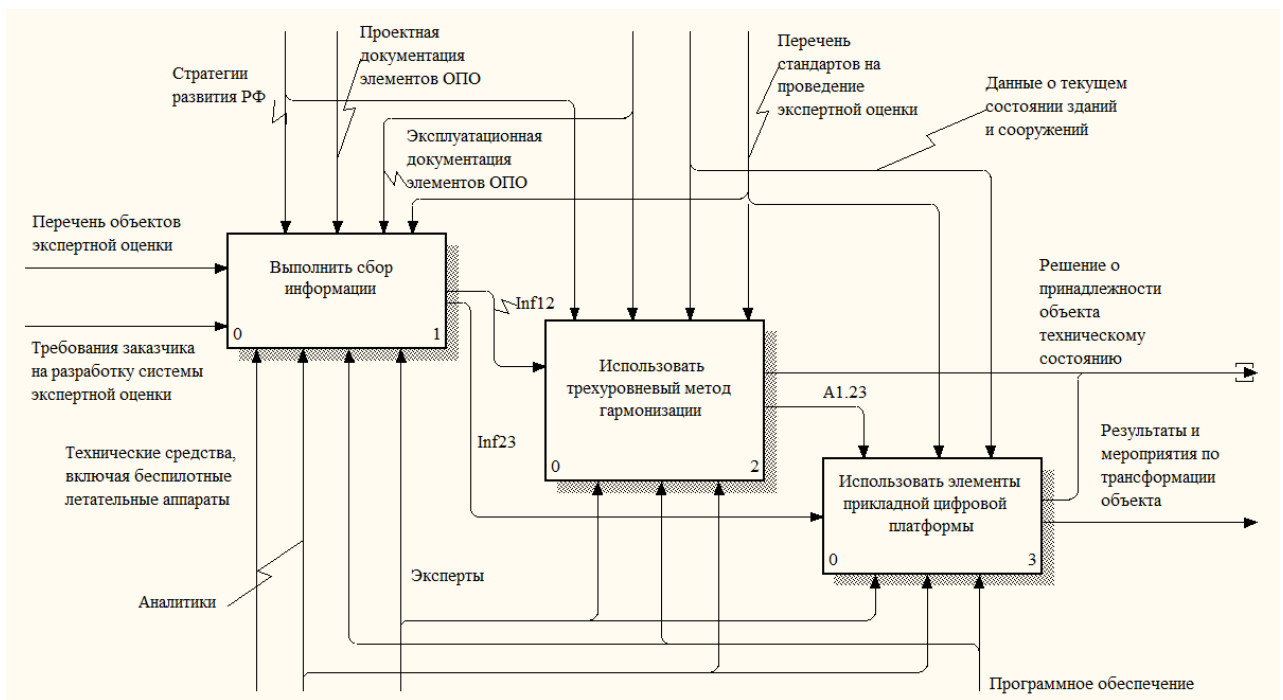 Проектная
документация
элементов ОПО
Стратегии
развития РФ
Перечень
стандартов на
проведение
экспертной оценки
Данные о текущем
состоянии зданий
и сооружений
Эксплуатационная
документация
элементов ОПО
Перечень объектов
экспертной оценки
Выполнить сбор
информации
0
1
Требования заказчика
на разработку системы
экспертной оценки
Inf12
Использовать
трехуровневый метод
гармонизации
0
2
Решение о
принадлежности
объекта
техническому
состоянию
A1.23
Inf23
Технические средства,
включая беспилотные
летательные аппараты
Использовать элементы
прикладной цифровой
платформы
0
3
Результаты и
мероприятия по
трансформации
объекта
Эксперты
Аналитики
Программное обеспечение